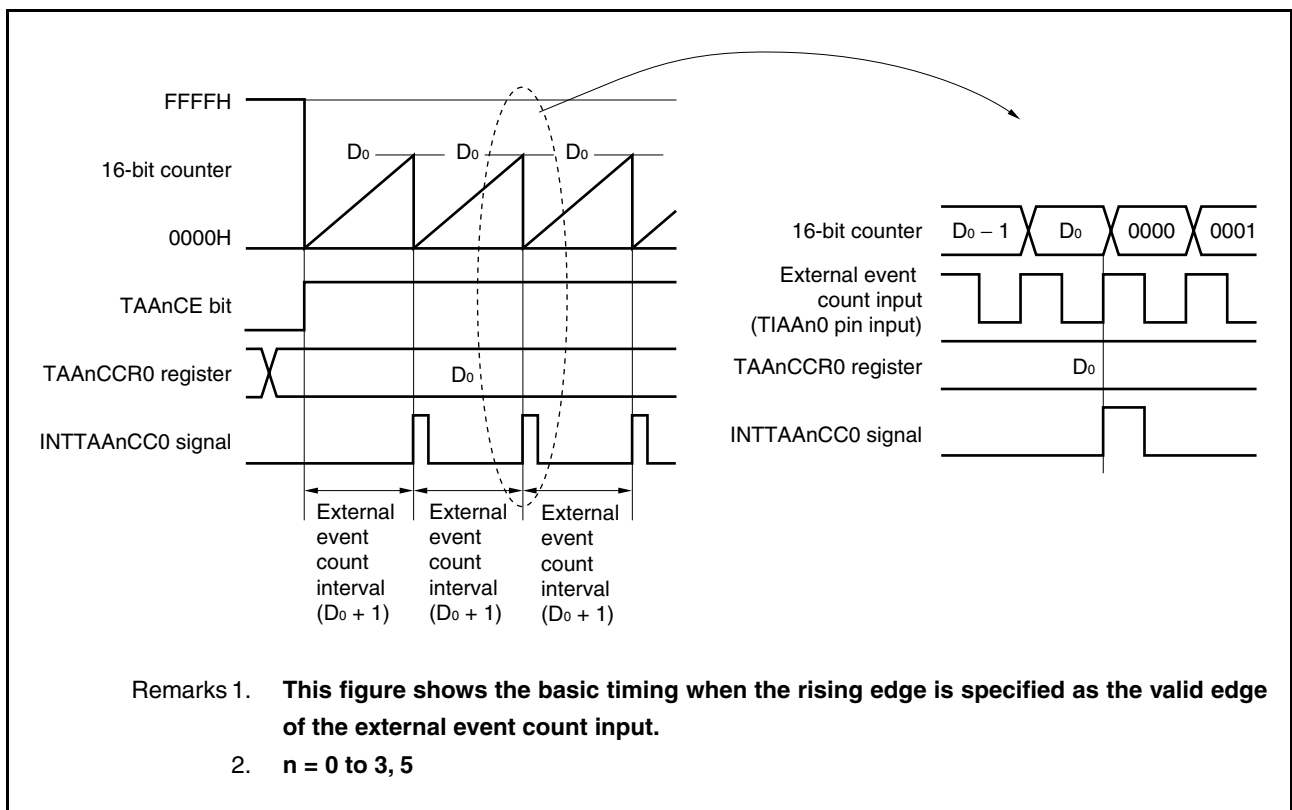 FFFFH
16-bit counter
0000H
D0 D0 D0
TAAnCE bit
TAAnCCR0 register
D0
INTTAAnCC0 signal
External
event
count
interval
(D0 + 1)
External
event
count
interval
(D0 + 1)
External
event
count
interval
(D0 + 1)
16-bit counter
D0 − 1 D0 0000 0001
External event
count input
(TIAAn0 pin input)
TAAnCCR0 register
D0
INTTAAnCC0 signal
Remarks 1. This figure shows the basic timing when the rising edge is specified as the valid edge
of the external event count input.
2. n = 0 to 3, 5